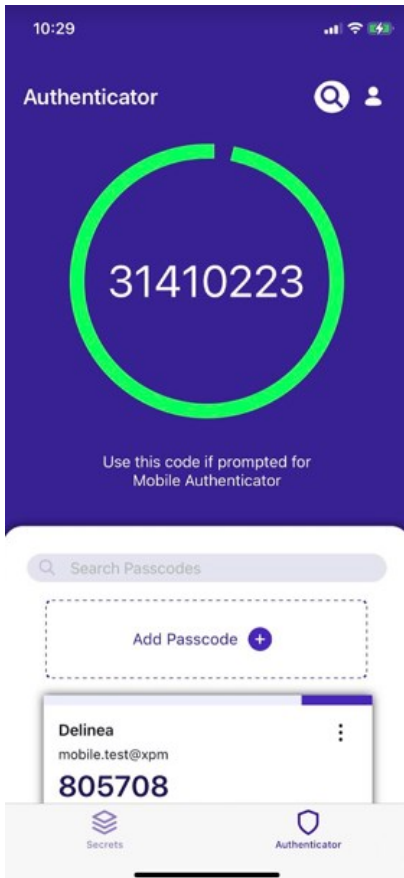 10:29
Authenticator
31410223
Use this code if prompted for
Mobile Authenticator
Search Passcodes
Add Passcode
Delinea
mobile.test@xpm
805708
Secrets
Authenticator